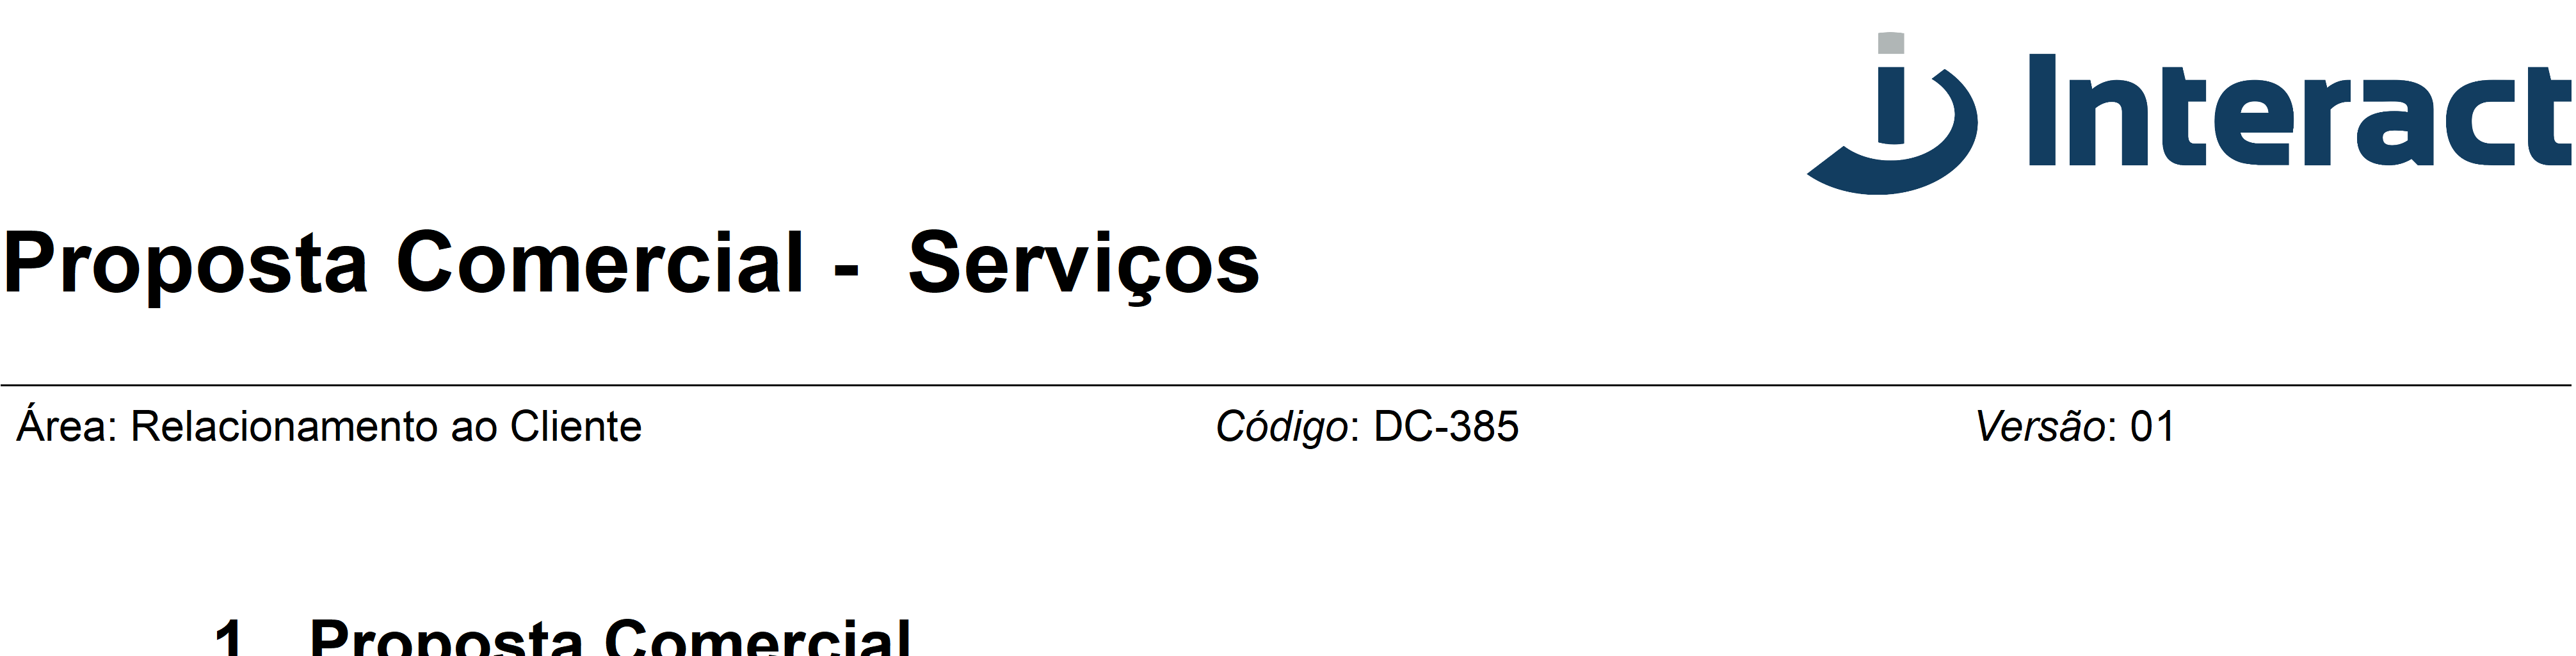 Interact
Proposta Comercial -  Serviços
Área: Relacionamento ao Cliente Código: DC-385 Versão: 01
1 Proposta Comercial